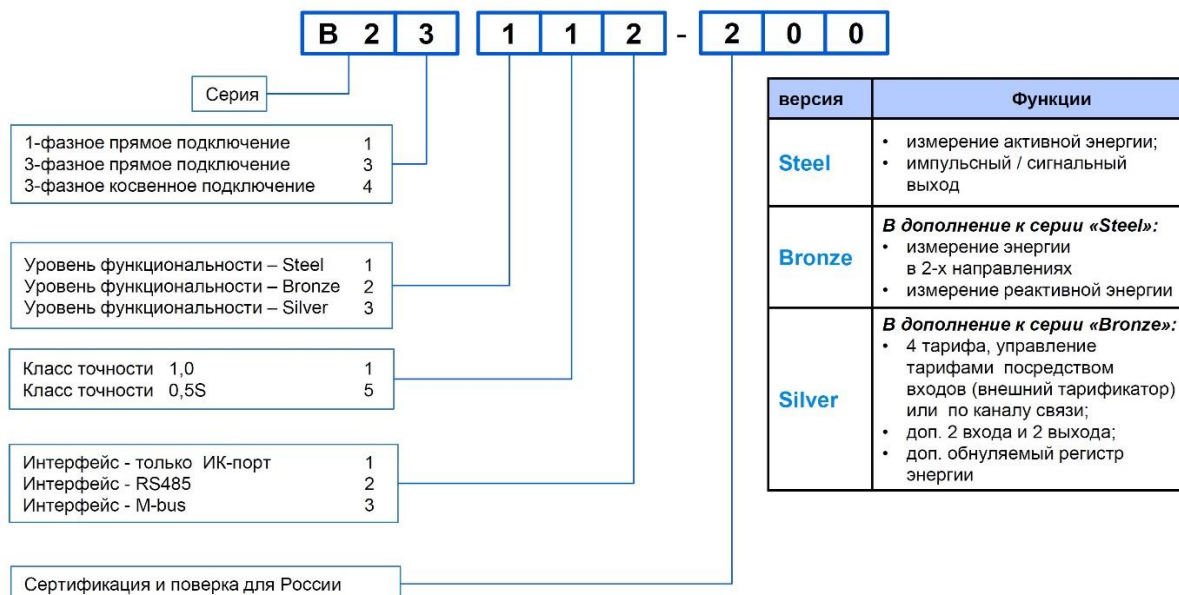 B 2 3 1 1 2 - 2 0 0
Серия
1-фазное прямое подключение 1
3-фазное прямое подключение 3
3-фазное косвенное подключение 4
Уровень функциональности – Steel 1
Уровень функциональности – Bronze 2
Уровень функциональности – Silver 3
Класс точности 1,0 1
Класс точности 0,5S 5
Интерфейс - только ИК-порт 1
Интерфейс - RS485 2
Интерфейс - M-bus 3
Сертификация и поверка для России
версия Функции
Steel
• измерение активной энергии;
• импульсный / сигнальный
выход
Bronze
В дополнение к серии «Steel»:
• измерение энергии
в 2-х направлениях
• измерение реактивной энергии
Silver
В дополнение к серии «Bronze»:
• 4 тарифа, управление
тарифами посредством
входов (внешний тарификатор)
или по каналу связи;
• доп. 2 входа и 2 выхода;
• доп. обнуляемый регистр
энергии